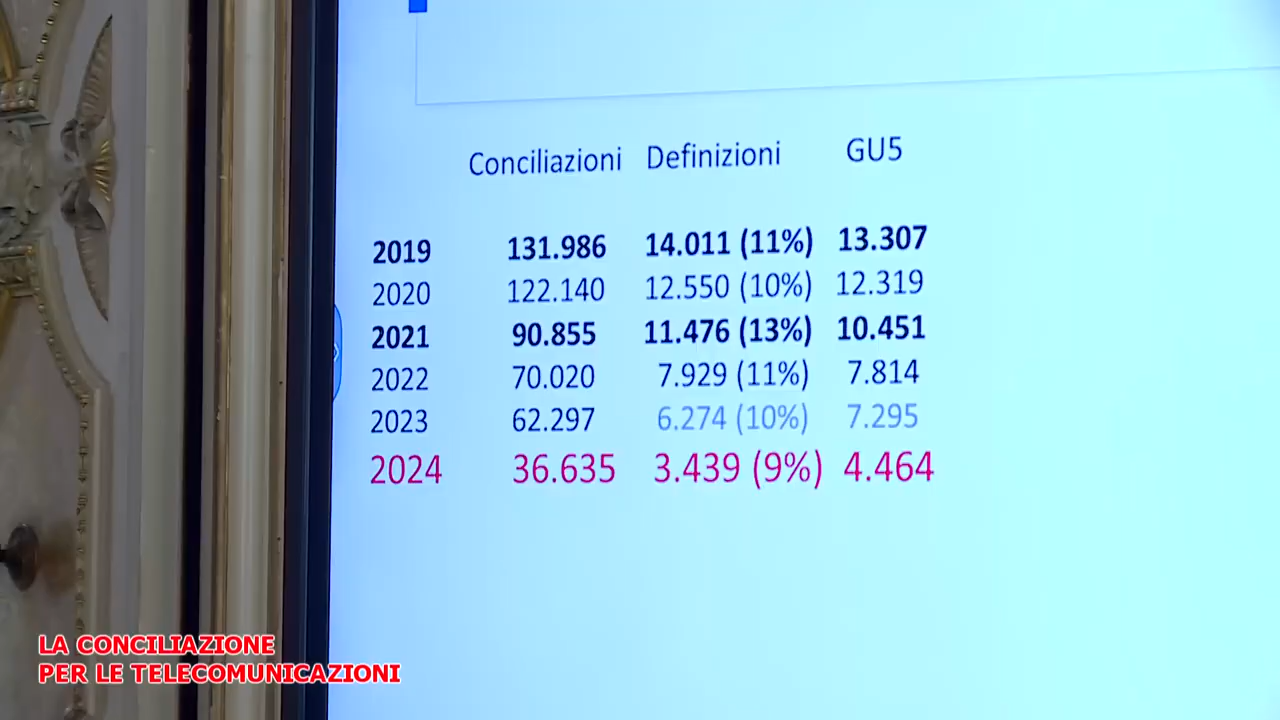 Conciliazioni Definizioni GU5
2019 131.986 14.011 (11%) 13.307
2020 122.140 12.550 (10%) 12.319
2021 90.855 11.476 (13%) 10.451
2022 70.020 7.929 (11%) 7.814
2023 62.297 6.274 (10%) 7.295
2024 36.635 3.439 (9%) 4.464
LA CONCILIAZIONE
PER LE TELECOMUNICAZIONI